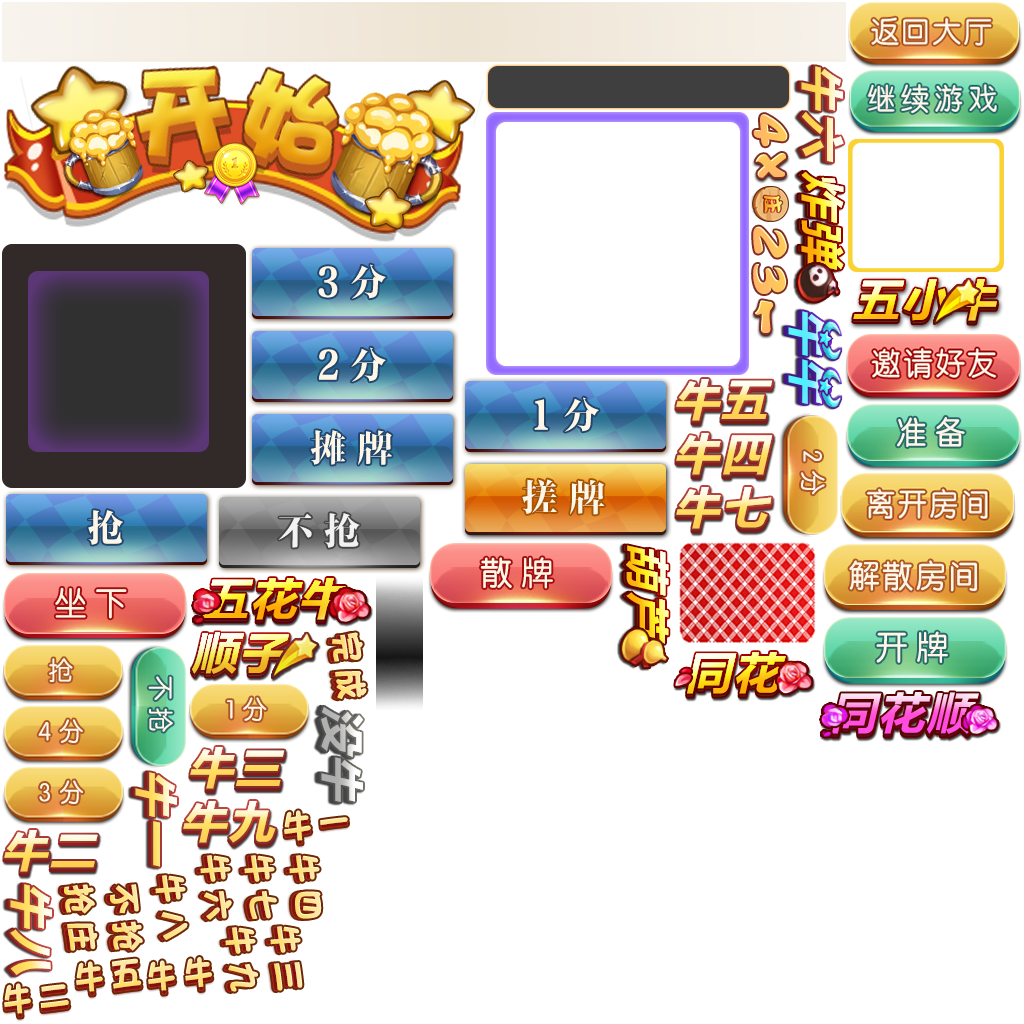 返回大厅
开始
牛六
继续游戏
4×庄23~
炸弹
3分
五小牛
牛牛
2分
邀请好友
1分
牛五
摊牌
准备
牛四
2分
搓牌
牛七
离开房间
抢
不抢
散牌
葫芦
解散房间
坐下
五花牛
开牌
顺子
完成
同花
抢
不抢
1分
同花顺
4分
没牛
牛三
3分
牛一
牛九
牛一
牛二
牛六
牛七
牛四
牛八
抢庄
不抢
牛八
牛九
牛三
牛五
牛牛
牛二